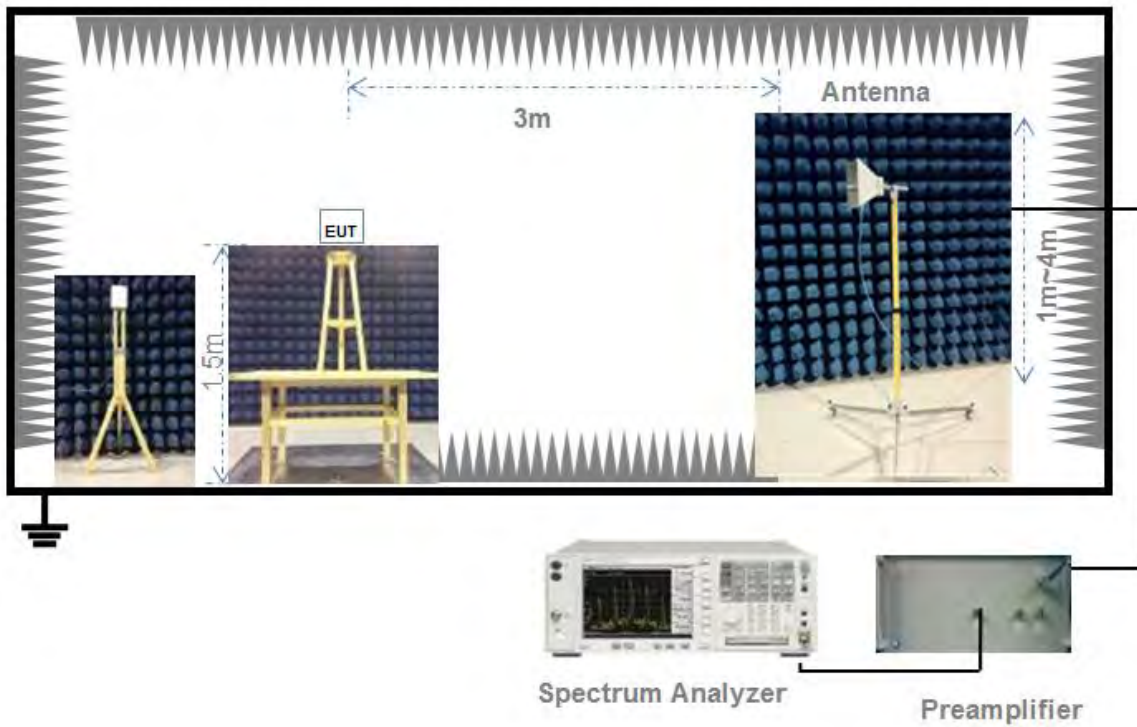 Antenna
3m
EUT
1.5m
1m~4m
Spectrum Analyzer
Preamplifier